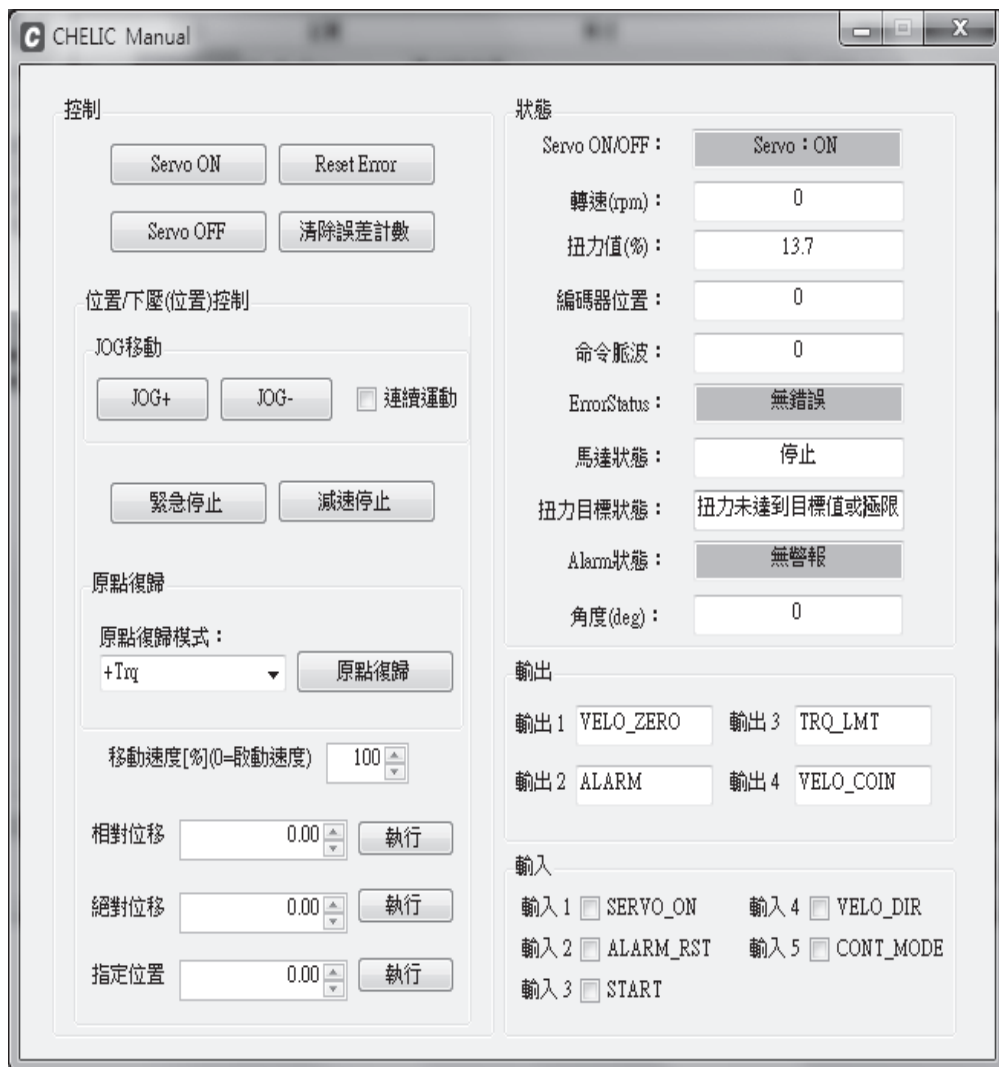 CHELIC Manual
控制
Servo ON
Reset Error
Servo OFF
清除誤差計數
位置/下壓(位置)控制
JOG移動
JOG+
JOG-
連續運動
緊急停止
減速停止
原點復歸
原點復歸模式：
+Trq
原點復歸
移動速度[%](0=啟動速度)
100
相對位移
0.00
執行
絕對位移
0.00
執行
指定位置
0.00
執行
狀態
Servo ON/OFF：
Servo：ON
轉速(rpm)：
0
扭力值(%)：
13.7
編碼器位置：
0
命令脈波：
0
ErrorStatus：
無錯誤
馬達狀態：
停止
扭力目標狀態：
扭力未達到目標值或極限
Alarm狀態：
無警報
角度(deg)：
0
輸出
輸出 1 VELO_ZERO
輸出 3 TRQ_LMT
輸出 2 ALARM
輸出 4 VELO_COIN
輸入
輸入 1 SERVO_ON
輸入 4 VELO_DIR
輸入 2 ALARM_RST
輸入 5 CONT_MODE
輸入 3 START